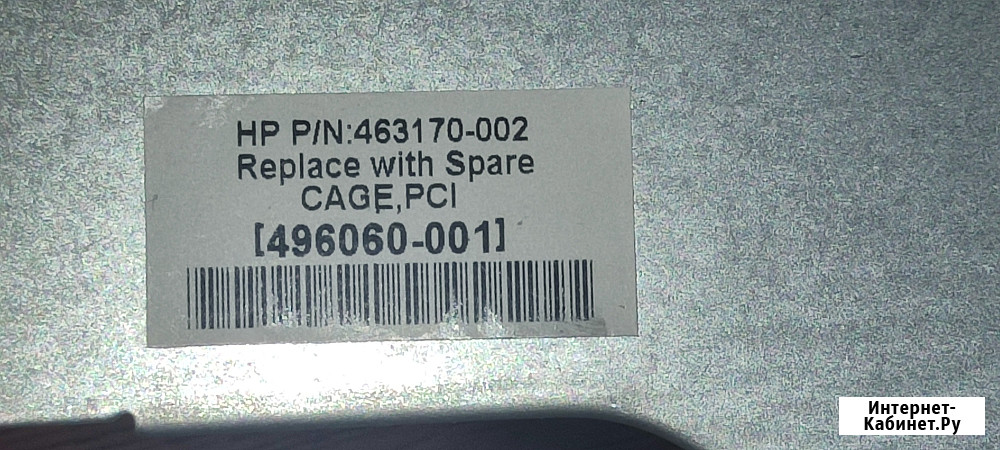 HP P/N:463170-002
Replace with Spare
CAGE,PCI
[496060-001]
Интернет-
Кабинет.Ру